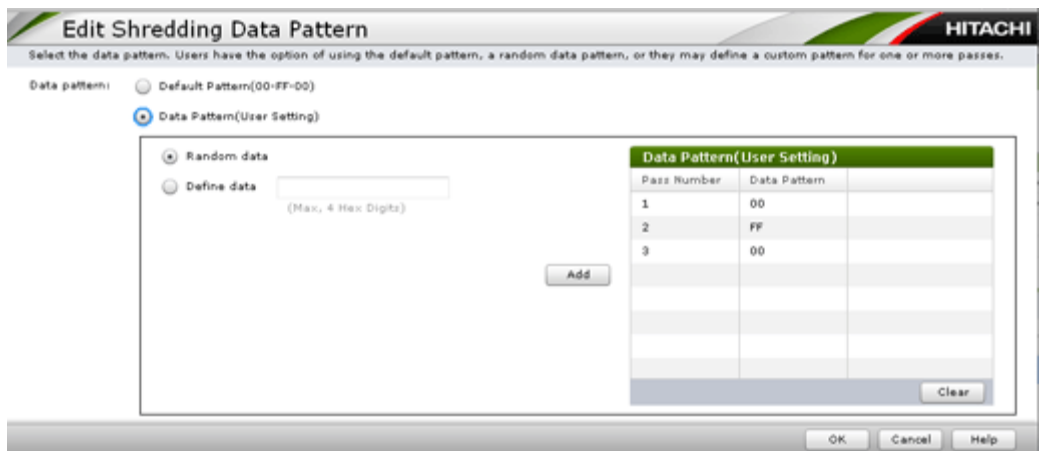 Edit Shredding Data Pattern
HITACHI
Select the data pattern. Users have the option of using the default pattern, a random data pattern, or they may define a custom pattern for one or more passes.
Data pattern: Default Pattern(00-FF-00)
Data Pattern(User Setting)
Random data
Define data
(Max, 4 Hex Digits)
Add
Data Pattern(User Setting)
Pass Number Data Pattern
1 00
2 FF
3 00
Clear
OK Cancel Help